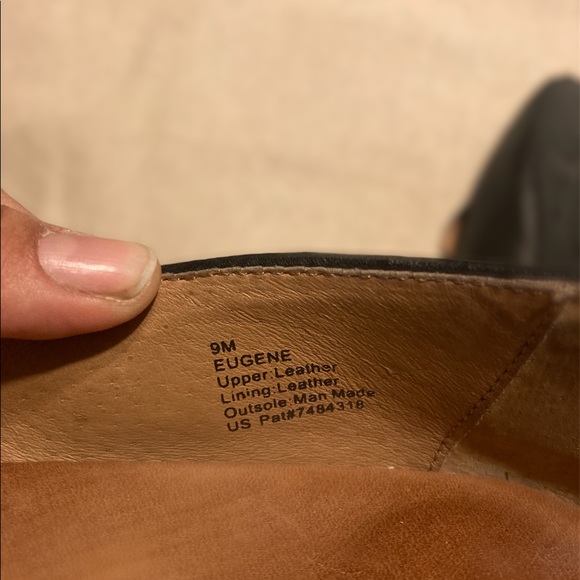 9M
EUGENE
Upper:Leather
Lining:Leather
Outsole:Man Made
US Pat#7484318